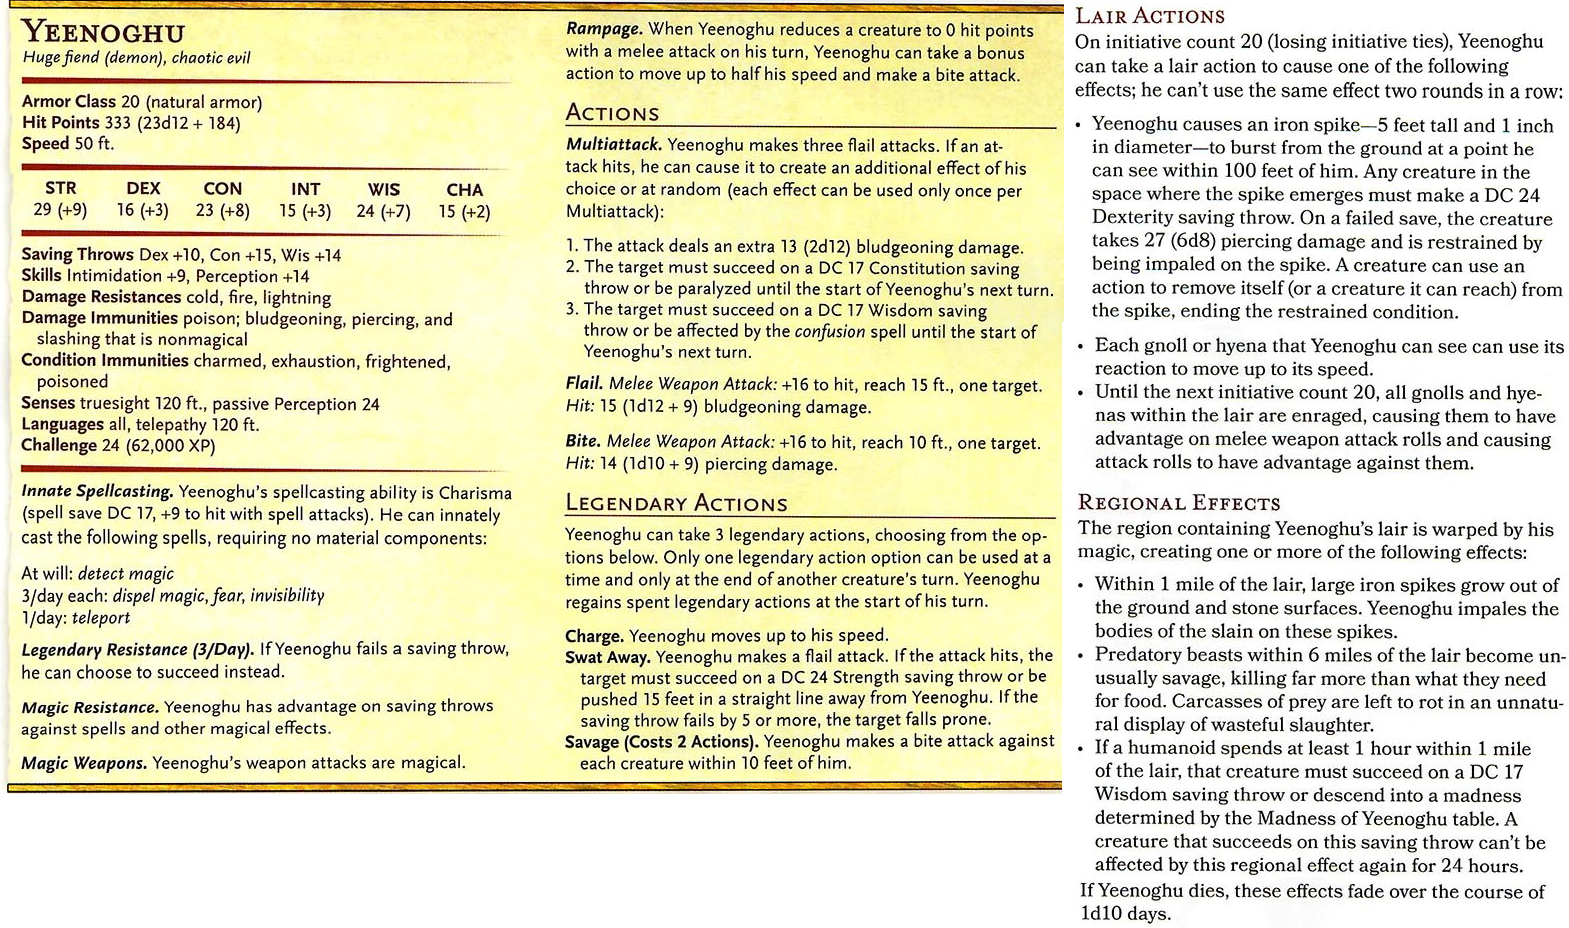 YEENOGHU
Huge fiend (demon), chaotic evil
Armor Class 20 (natural armor)
Hit Points 333 (23d12 + 184)
Speed 50 ft.
STR DEX CON INT WIS CHA
29 (+9) 16 (+3) 23 (+8) 15 (+3) 24 (+7) 15 (+2)
Saving Throws Dex +10, Con +15, Wis +14
Skills Intimidation +9, Perception +14
Damage Resistances cold, fire, lightning
Damage Immunities poison; bludgeoning, piercing, and
slashing that is nonmagical
Condition Immunities charmed, exhaustion, frightened,
poisoned
Senses truesight 120 ft., passive Perception 24
Languages all, telepathy 120 ft.
Challenge 24 (62,000 XP)
Innate Spellcasting. Yeenoghu's spellcasting ability is Charisma
(spell save DC 17, +9 to hit with spell attacks). He can innately
cast the following spells, requiring no material components:
At will: detect magic
3/day each: dispel magic, fear, invisibility
1/day: teleport
Legendary Resistance (3/Day). If Yeenoghu fails a saving throw,
he can choose to succeed instead.
Magic Resistance. Yeenoghu has advantage on saving throws
against spells and other magical effects.
Magic Weapons. Yeenoghu's weapon attacks are magical.
Rampage. When Yeenoghu reduces a creature to 0 hit points
with a melee attack on his turn, Yeenoghu can take a bonus
action to move up to half his speed and make a bite attack.
ACTIONS
Multiattack. Yeenoghu makes three flail attacks. If an at-
tack hits, he can cause it to create an additional effect of his
choice or at random (each effect can be used only once per
Multiattack):
1. The attack deals an extra 13 (2d12) bludgeoning damage.
2. The target must succeed on a DC 17 Constitution saving
throw or be paralyzed until the start of Yeenoghu's next turn.
3. The target must succeed on a DC 17 Wisdom saving
throw or be affected by the confusion spell until the start of
Yeenoghu's next turn.
Flail. Melee Weapon Attack: +16 to hit, reach 15 ft., one target.
Hit: 15 (1d12 + 9) bludgeoning damage.
Bite. Melee Weapon Attack: +16 to hit, reach 10 ft., one target.
Hit: 14 (1d10 + 9) piercing damage.
LEGENDARY ACTIONS
Yeenoghu can take 3 legendary actions, choosing from the op-
tions below. Only one legendary action option can be used at a
time and only at the end of another creature's turn. Yeenoghu
regains spent legendary actions at the start of his turn.
Charge. Yeenoghu moves up to his speed.
Swat Away. Yeenoghu makes a flail attack. If the attack hits, the
target must succeed on a DC 24 Strength saving throw or be
pushed 15 feet in a straight line away from Yeenoghu. If the
saving throw fails by 5 or more, the target falls prone.
Savage (Costs 2 Actions). Yeenoghu makes a bite attack against
each creature within 10 feet of him.
LAIR ACTIONS
On initiative count 20 (losing initiative ties), Yeenoghu
can take a lair action to cause one of the following
effects; he can't use the same effect two rounds in a row:
• Yeenoghu causes an iron spike—5 feet tall and 1 inch
in diameter—to burst from the ground at a point he
can see within 100 feet of him. Any creature in the
space where the spike emerges must make a DC 24
Dexterity saving throw. On a failed save, the creature
takes 27 (6d8) piercing damage and is restrained by
being impaled on the spike. A creature can use an
action to remove itself (or a creature it can reach) from
the spike, ending the restrained condition.
• Each gnoll or hyena that Yeenoghu can see can use its
reaction to move up to its speed.
• Until the next initiative count 20, all gnolls and hye-
nas within the lair are enraged, causing them to have
advantage on melee weapon attack rolls and causing
attack rolls to have advantage against them.
REGIONAL EFFECTS
The region containing Yeenoghu's lair is warped by his
magic, creating one or more of the following effects:
• Within 1 mile of the lair, large iron spikes grow out of
the ground and stone surfaces. Yeenoghu impales the
bodies of the slain on these spikes.
• Predatory beasts within 6 miles of the lair become un-
usually savage, killing far more than what they need
for food. Carcasses of prey are left to rot in an unnatu-
ral display of wasteful slaughter.
• If a humanoid spends at least 1 hour within 1 mile
of the lair, that creature must succeed on a DC 17
Wisdom saving throw or descend into a madness
determined by the Madness of Yeenoghu table. A
creature that succeeds on this saving throw can't be
affected by this regional effect again for 24 hours.
If Yeenoghu dies, these effects fade over the course of
1d10 days.